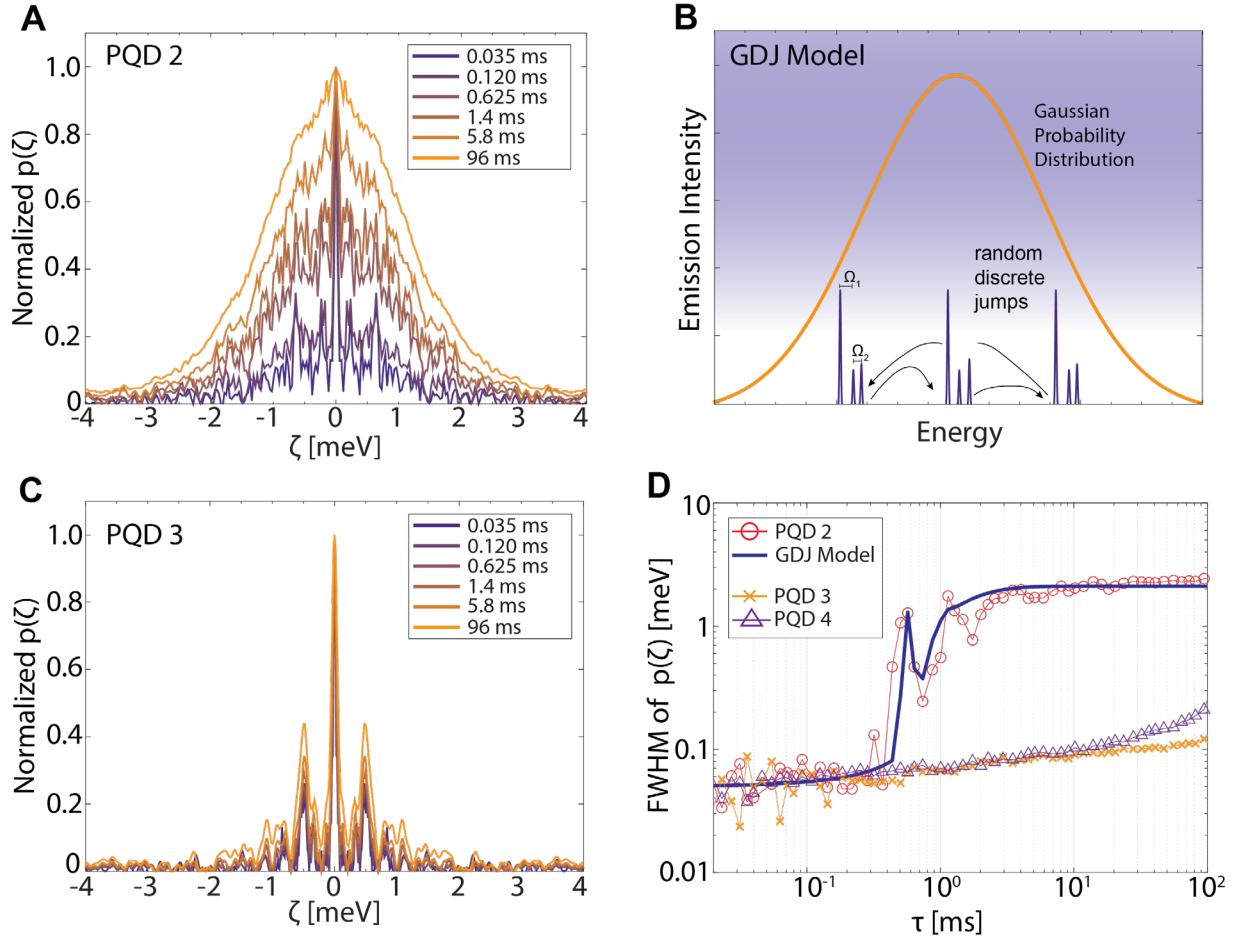 A
PQD 2
0.035 ms
0.120 ms
0.625 ms
1.4 ms
5.8 ms
96 ms
Normalized p(ζ)
1.0
0.8
0.6
0.4
0.2
0
-4
-3
-2
-1
0
1
2
3
4
ζ [meV]
B
GDJ Model
Gaussian
Probability
Distribution
random
discrete
jumps
Ω1
Ω2
Emission Intensity
Energy
C
PQD 3
0.035 ms
0.120 ms
0.625 ms
1.4 ms
5.8 ms
96 ms
Normalized p(ζ)
1.0
0.8
0.6
0.4
0.2
0
-4
-3
-2
-1
0
1
2
3
4
ζ [meV]
D
PQD 2
GDJ Model
PQD 3
PQD 4
FWHM of p(ζ) [meV]
10
1
0.1
0.01
10-1
100
101
102
τ [ms]